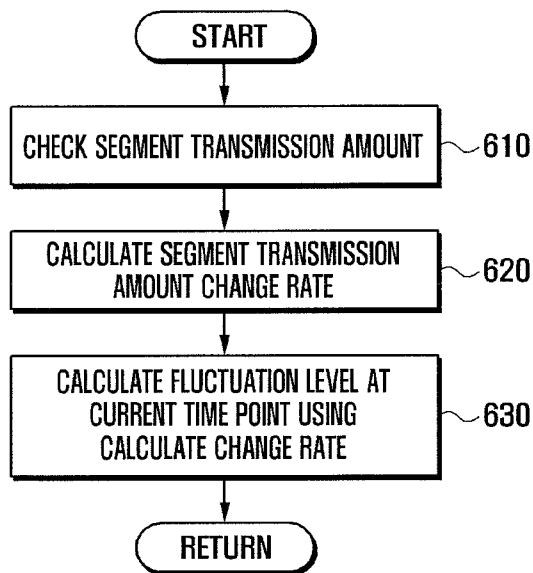 START
CHECK SEGMENT TRANSMISSION AMOUNT
610
CALCULATE SEGMENT TRANSMISSION
AMOUNT CHANGE RATE
620
CALCULATE FLUCTUATION LEVEL AT
CURRENT TIME POINT USING
CALCULATE CHANGE RATE
630
RETURN